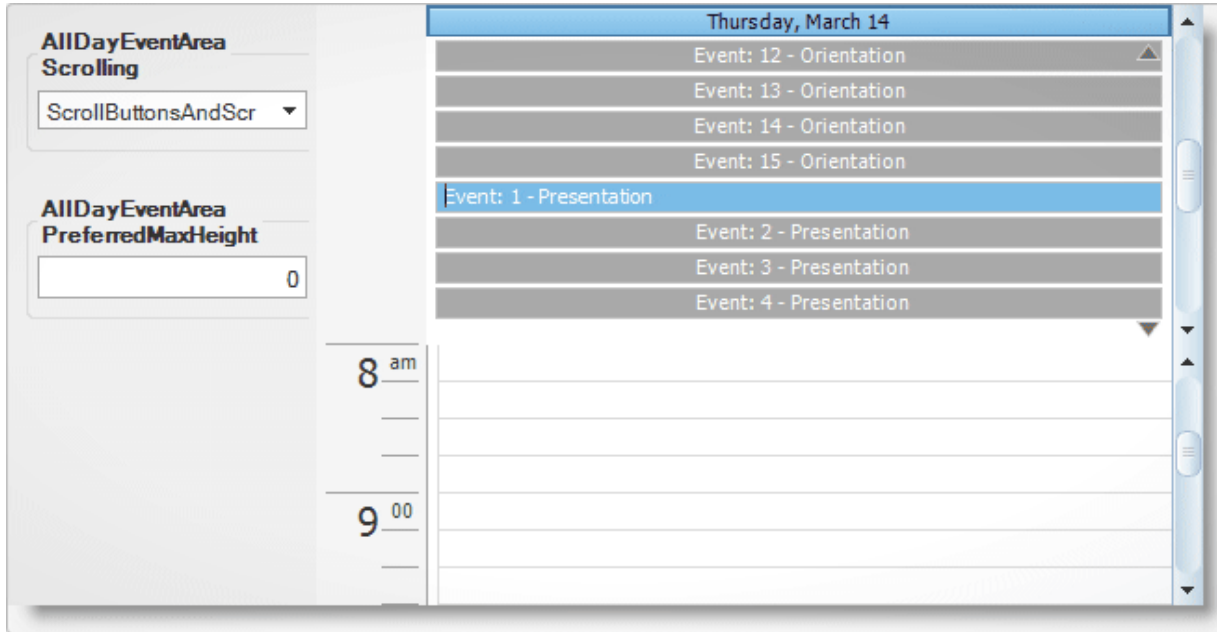 AllDayEventArea
Scrolling
ScrollButtonsAndScr
AllDayEventArea
PreferredMaxHeight
0
Thursday, March 14
Event: 12 - Orientation
Event: 13 - Orientation
Event: 14 - Orientation
Event: 15 - Orientation
Event: 1 - Presentation
Event: 2 - Presentation
Event: 3 - Presentation
Event: 4 - Presentation
8 am
9 00